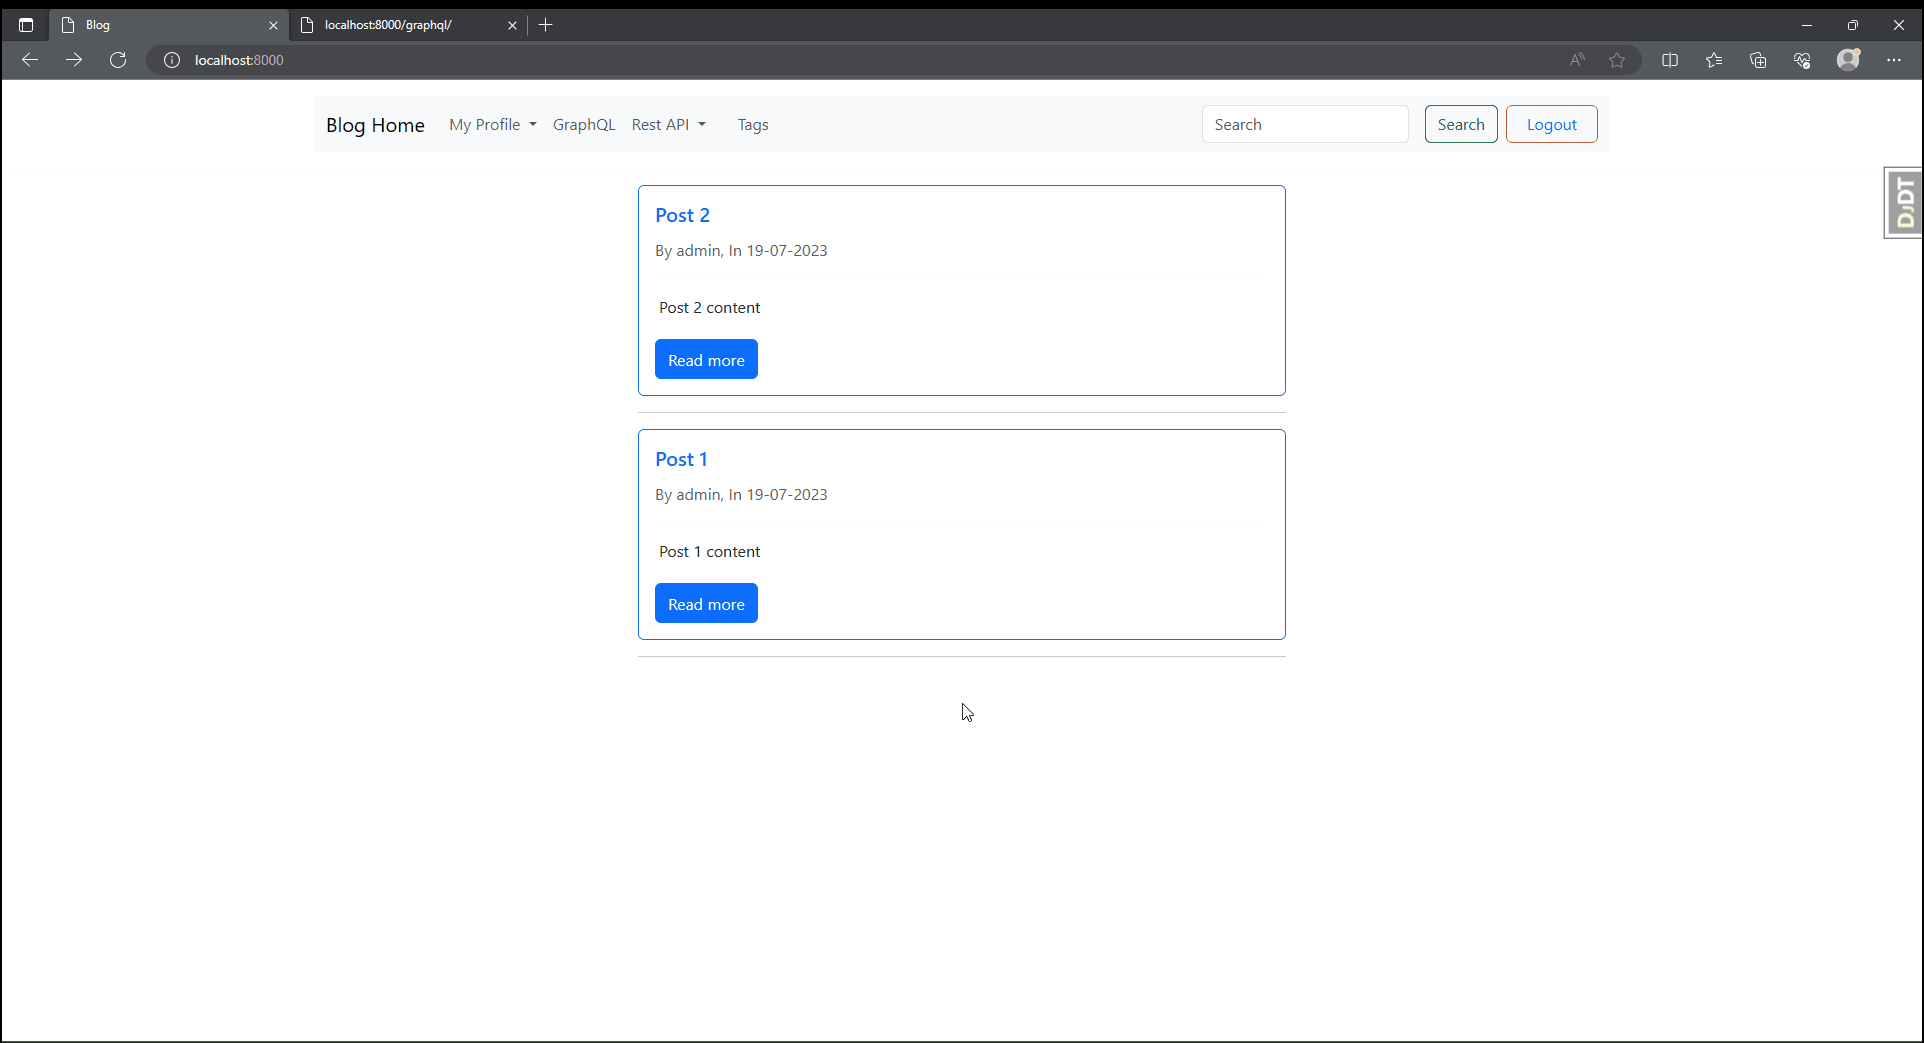 Blog
localhost:8000/graphql/
localhost:8000
Blog Home My Profile GraphQL Rest API Tags Search Search Logout
DJDT
Post 2
By admin, In 19-07-2023
Post 2 content
Read more
Post 1
By admin, In 19-07-2023
Post 1 content
Read more